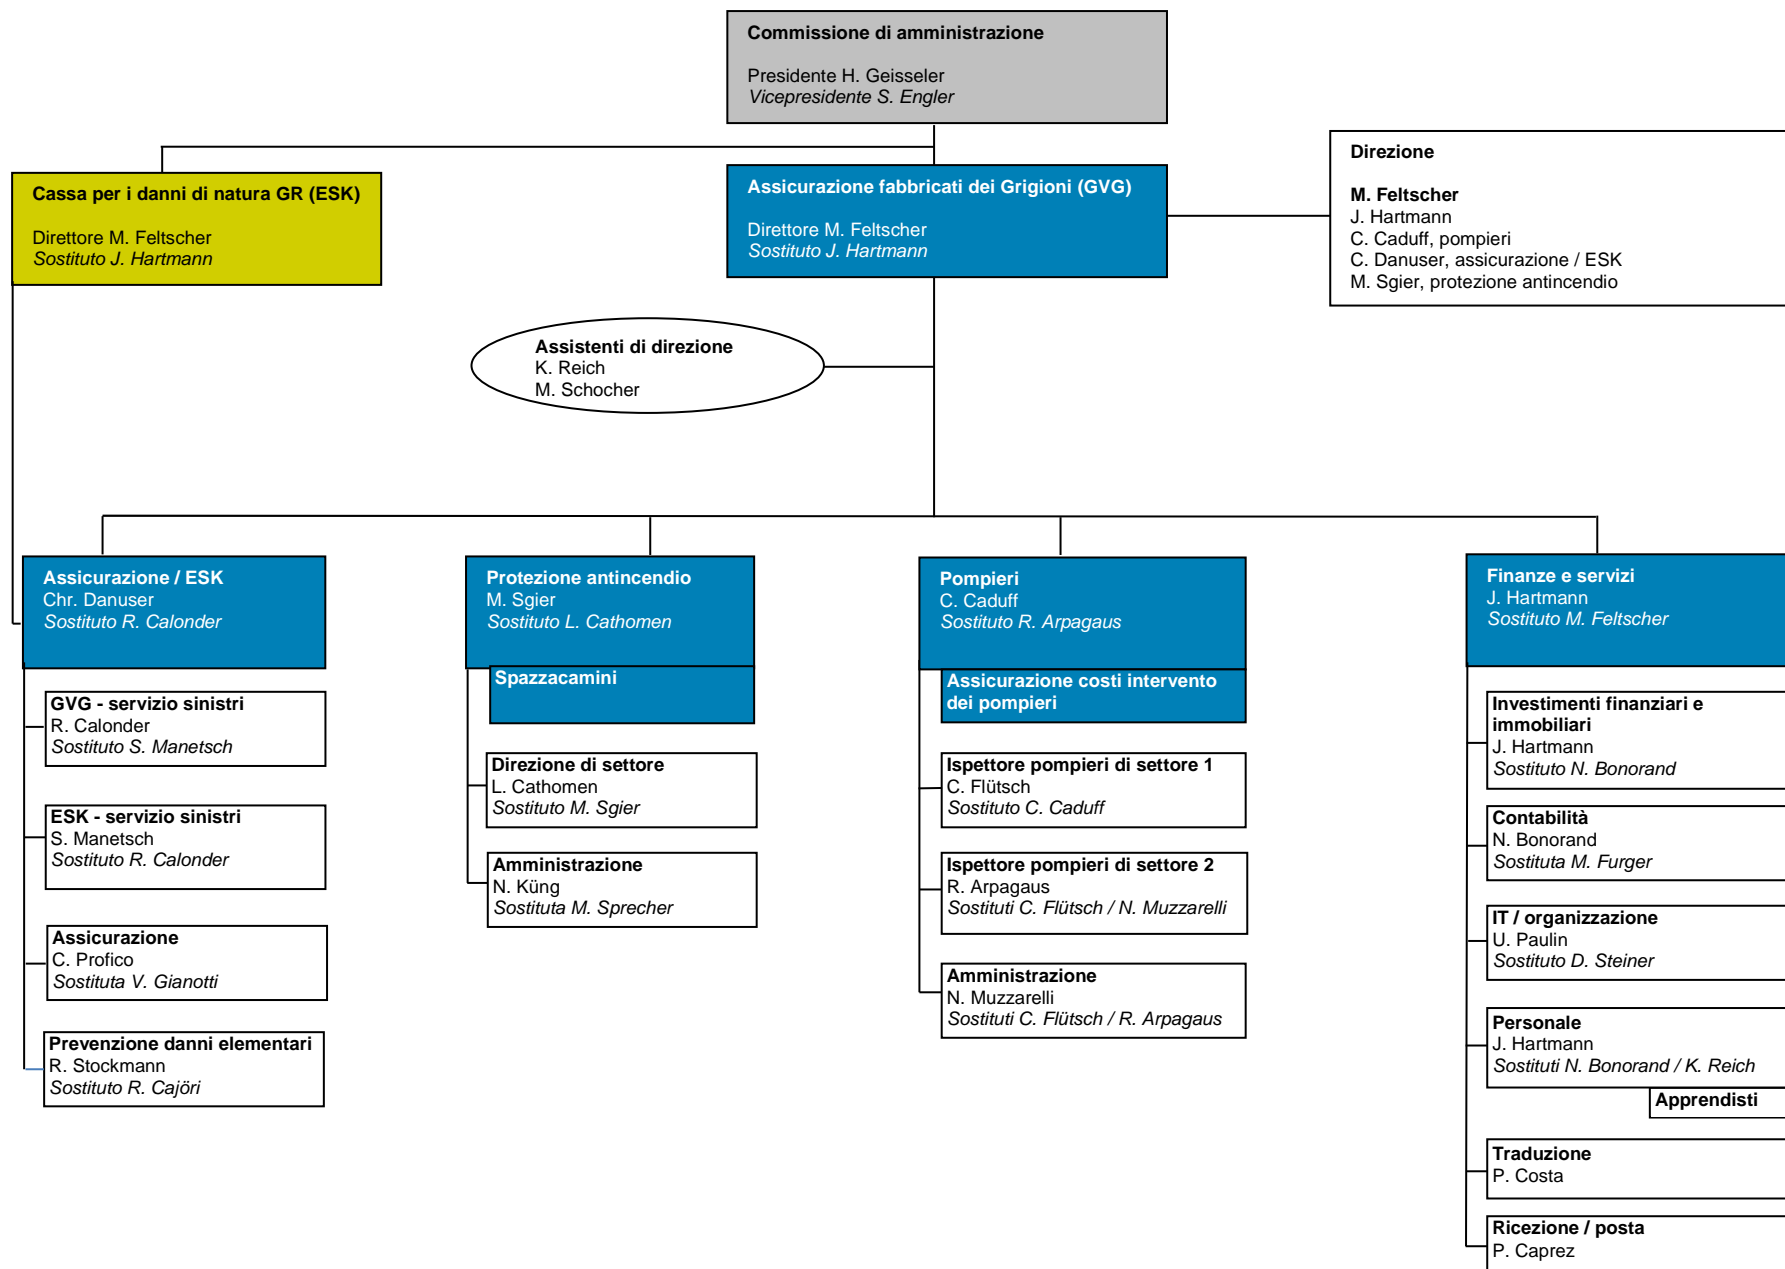 Commissione di amministrazione
Presidente H. Geisseler
Vicepresidente S. Engler
Cassa per i danni di natura GR (ESK)
Direttore M. Feltscher
Sostituto J. Hartmann
Assicurazione fabbricati dei Grigioni (GVG)
Direttore M. Feltscher
Sostituto J. Hartmann
Direzione
M. Feltscher
J. Hartmann
C. Caduff, pompieri
C. Danuser, assicurazione / ESK
M. Sgier, protezione antincendio
Assistenti di direzione
K. Reich
M. Schocher
Assicurazione / ESK
Chr. Danuser
Sostituto R. Calonder
GVG - servizio sinistri
R. Calonder
Sostituto S. Manetsch
ESK - servizio sinistri
S. Manetsch
Sostituto R. Calonder
Assicurazione
C. Profico
Sostituta V. Gianotti
Prevenzione danni elementari
R. Stockmann
Sostituto R. Cajöri
Protezione antincendio
M. Sgier
Sostituto L. Cathomen
Spazzacamini
Direzione di settore
L. Cathomen
Sostituto M. Sgier
Amministrazione
N. Küng
Sostituta M. Sprecher
Pompieri
C. Caduff
Sostituto R. Arpagaus
Assicurazione costi intervento
dei pompieri
Ispettore pompieri di settore 1
C. Flütsch
Sostituto C. Caduff
Ispettore pompieri di settore 2
R. Arpagaus
Sostituti C. Flütsch / N. Muzzarelli
Amministrazione
N. Muzzarelli
Sostituti C. Flütsch / R. Arpagaus
Finanze e servizi
J. Hartmann
Sostituto M. Feltscher
Investimenti finanziari e
immobiliari
J. Hartmann
Sostituto N. Bonorand
Contabilità
N. Bonorand
Sostituta M. Furger
IT / organizzazione
U. Paulin
Sostituto D. Steiner
Personale
J. Hartmann
Sostituti N. Bonorand / K. Reich
Apprendisti
Traduzione
P. Costa
Ricezione / posta
P. Caprez